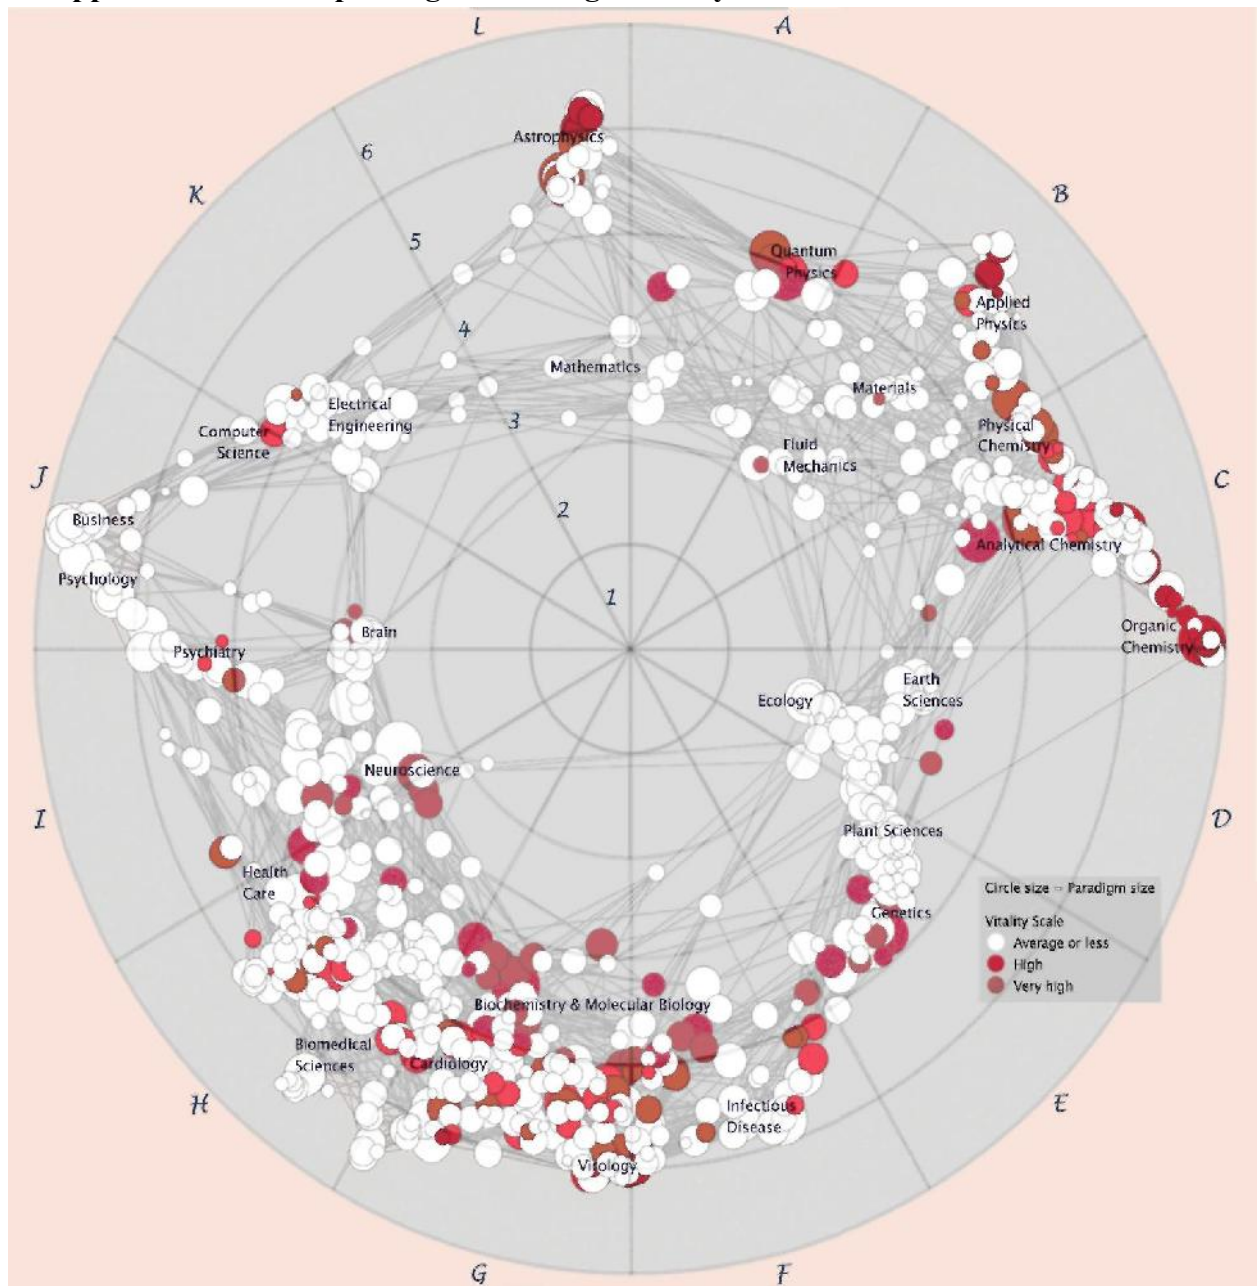 L
A
6
Astrophysics
K
B
5
Quantum
Physics
Applied
Physics
4
Mathematics
Materials
Electrical
Engineering
3
Physical
Chemistry
Computer
Science
Fluid
Mechanics
J
C
2
Business
Analytical Chemistry
Psychology
1
Organic
Chemistry
Brain
Psychiatry
Earth
Sciences
Ecology
Neuroscience
I
D
Plant Sciences
Health
Care
Circle size = Paradigm size
Genetics
Vitality Scale
Average or less
High
Very high
Biochemistry & Molecular Biology
Biomedical
Sciences
Cardiology
H
E
Infectious
Disease
Virology
G
F